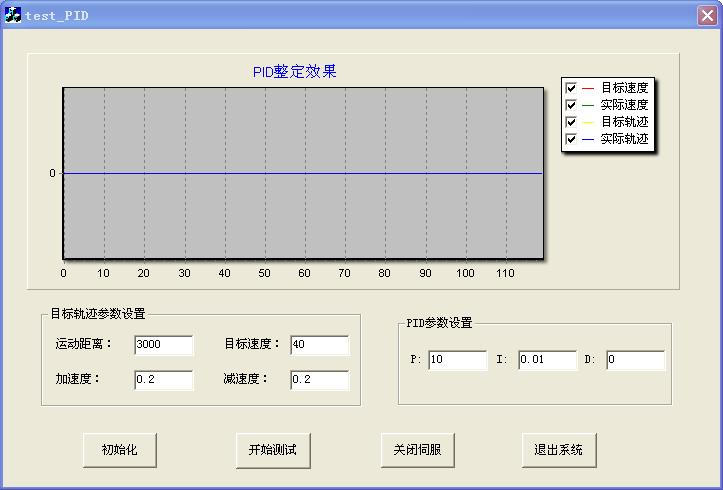 test_PID
PID整定效果
目标速度
实际速度
目标轨迹
实际轨迹
0
0 10 20 30 40 50 60 70 80 90 100 110
目标轨迹参数设置
运动距离: 3000 目标速度: 40
加速度: 0.2 减速度: 0.2
PID参数设置
P: 10 I: 0.01 D: 0
初始化 开始测试 关闭伺服 退出系统